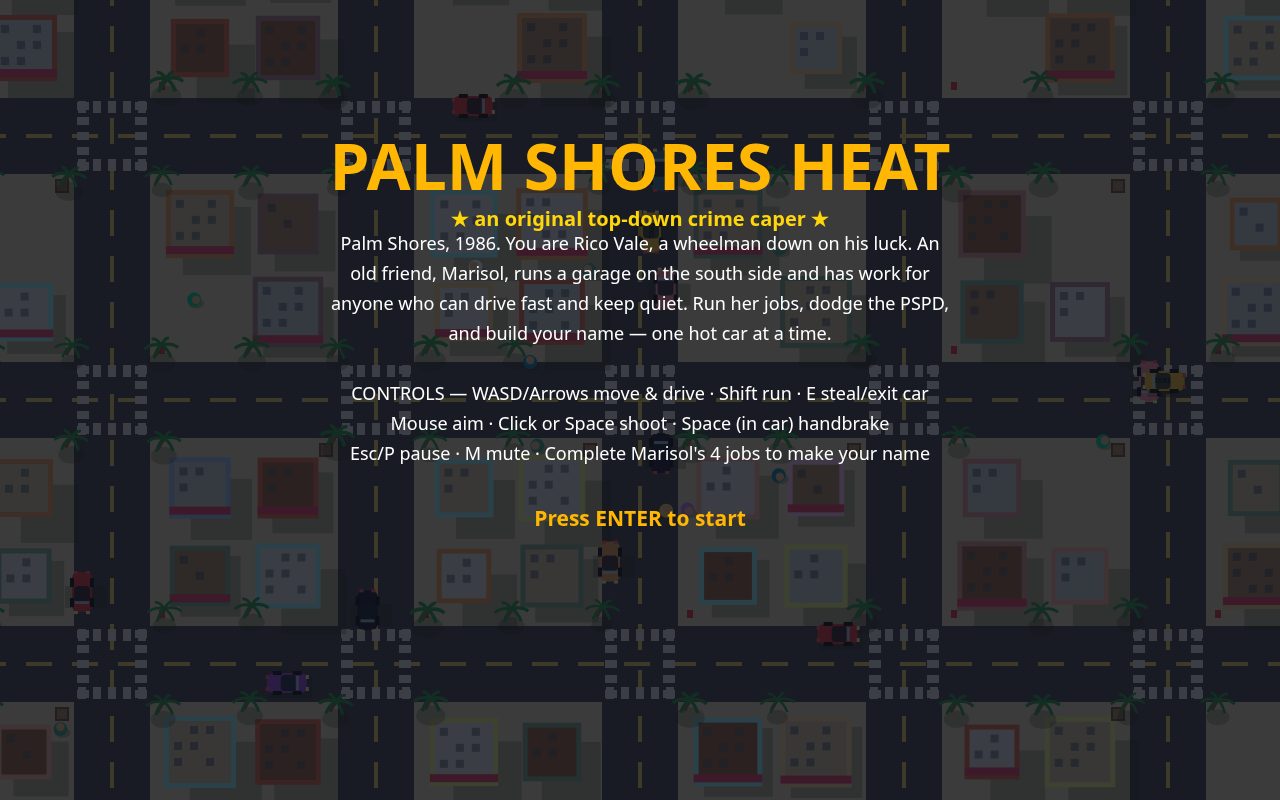 PALM SHORES HEAT
★ an original top-down crime caper ★
Palm Shores, 1986. You are Rico Vale, a wheelman down on his luck. An
old friend, Marisol, runs a garage on the south side and has work for
anyone who can drive fast and keep quiet. Run her jobs, dodge the PSPD,
and build your name — one hot car at a time.
CONTROLS — WASD/Arrows move & drive · Shift run · E steal/exit car
Mouse aim · Click or Space shoot · Space (in car) handbrake
Esc/P pause · M mute · Complete Marisol's 4 jobs to make your name
Press ENTER to start